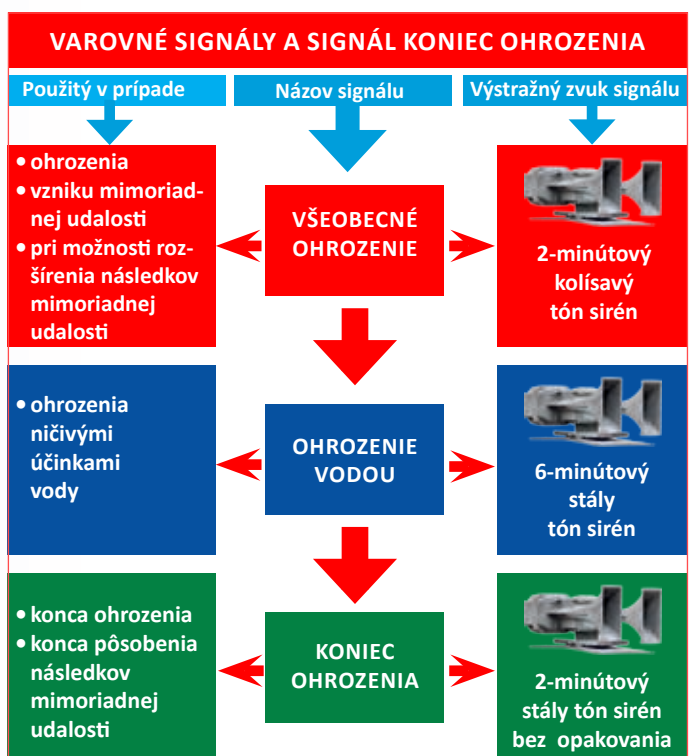 VAROVNÉ SIGNÁLY A SIGNÁL KONIEC OHROZENIA
Použitý v prípade
Názov signálu
Výstražný zvuk signálu
• ohrozenia
• vzniku mimoriad-
nej udalosti
• pri možnosti roz-
šírenia následkov
mimoriadnej
udalosti
VŠEOBECNÉ
OHROZENIE
2-minútový
kolísavý
tón sirén
• ohrozenia
ničivými
účinkami
vody
OHROZENIE
VODOU
6-minútový
stály
tón sirén
• konca ohrozenia
• konca pôsobenia
následkov
mimoriadnej
udalosti
KONIEC
OHROZENIA
2-minútový
stály tón sirén
bez opakovania